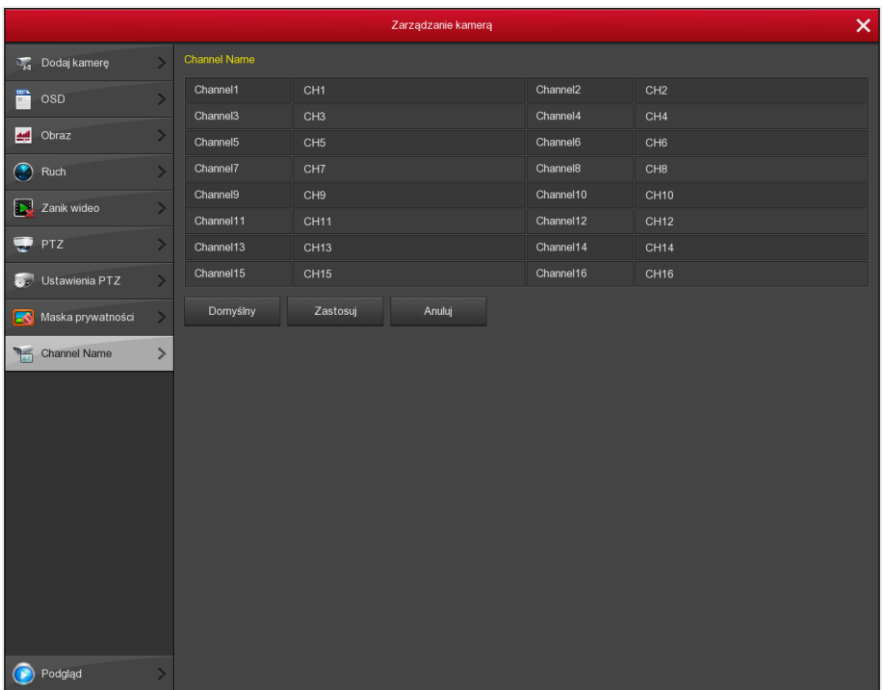 Zarządzanie kamerą
Dodaj kamerę
OSD
Obraz
Ruch
Zanik wideo
PTZ
Ustawienia PTZ
Maska prywatności
Channel Name
Podgląd
Channel Name
Channel1 CH1 Channel2 CH2
Channel3 CH3 Channel4 CH4
Channel5 CH5 Channel6 CH6
Channel7 CH7 Channel8 CH8
Channel9 CH9 Channel10 CH10
Channel11 CH11 Channel12 CH12
Channel13 CH13 Channel14 CH14
Channel15 CH15 Channel16 CH16
Domyślny Zastosuj Anuluj